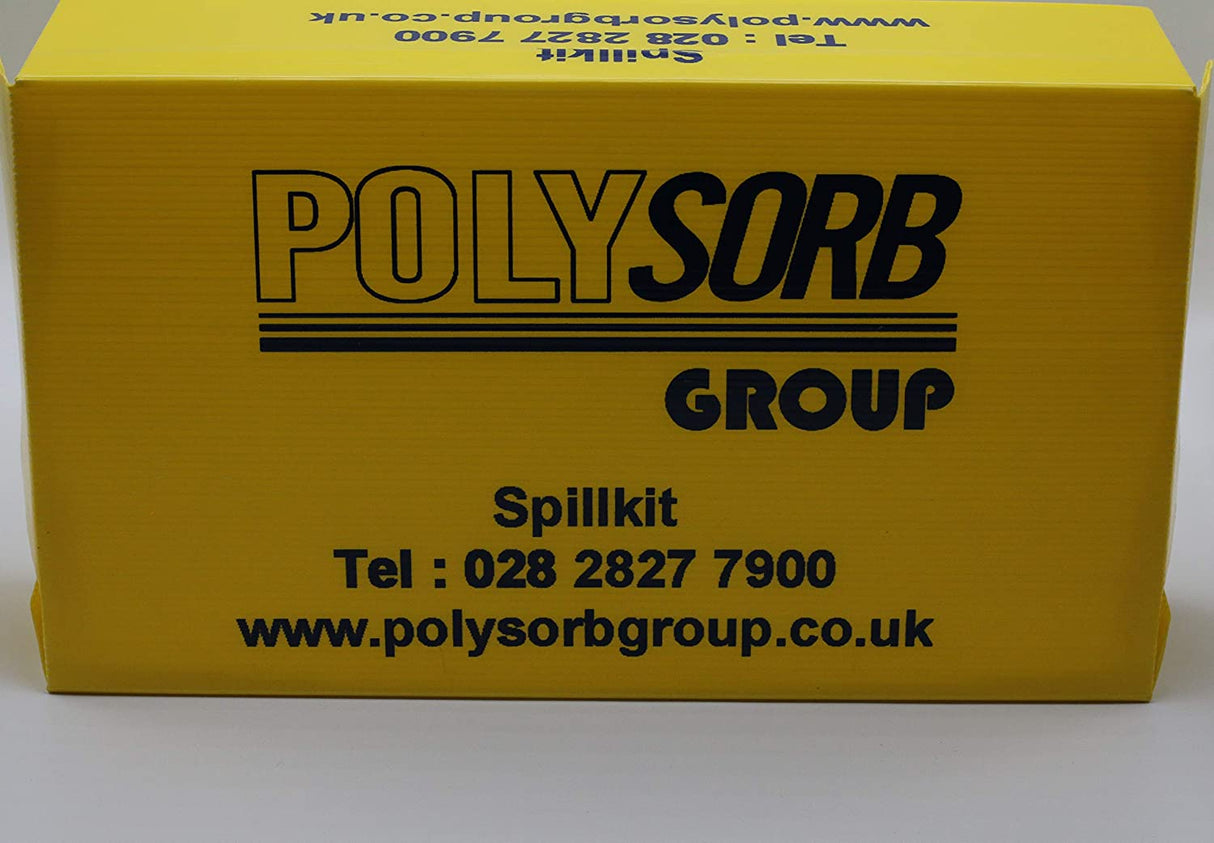 www.polysorbgroup.co.uk
Tel : 028 2827 7900
Spillkit
POLYSORB
GROUP
Spillkit
Tel : 028 2827 7900
www.polysorbgroup.co.uk